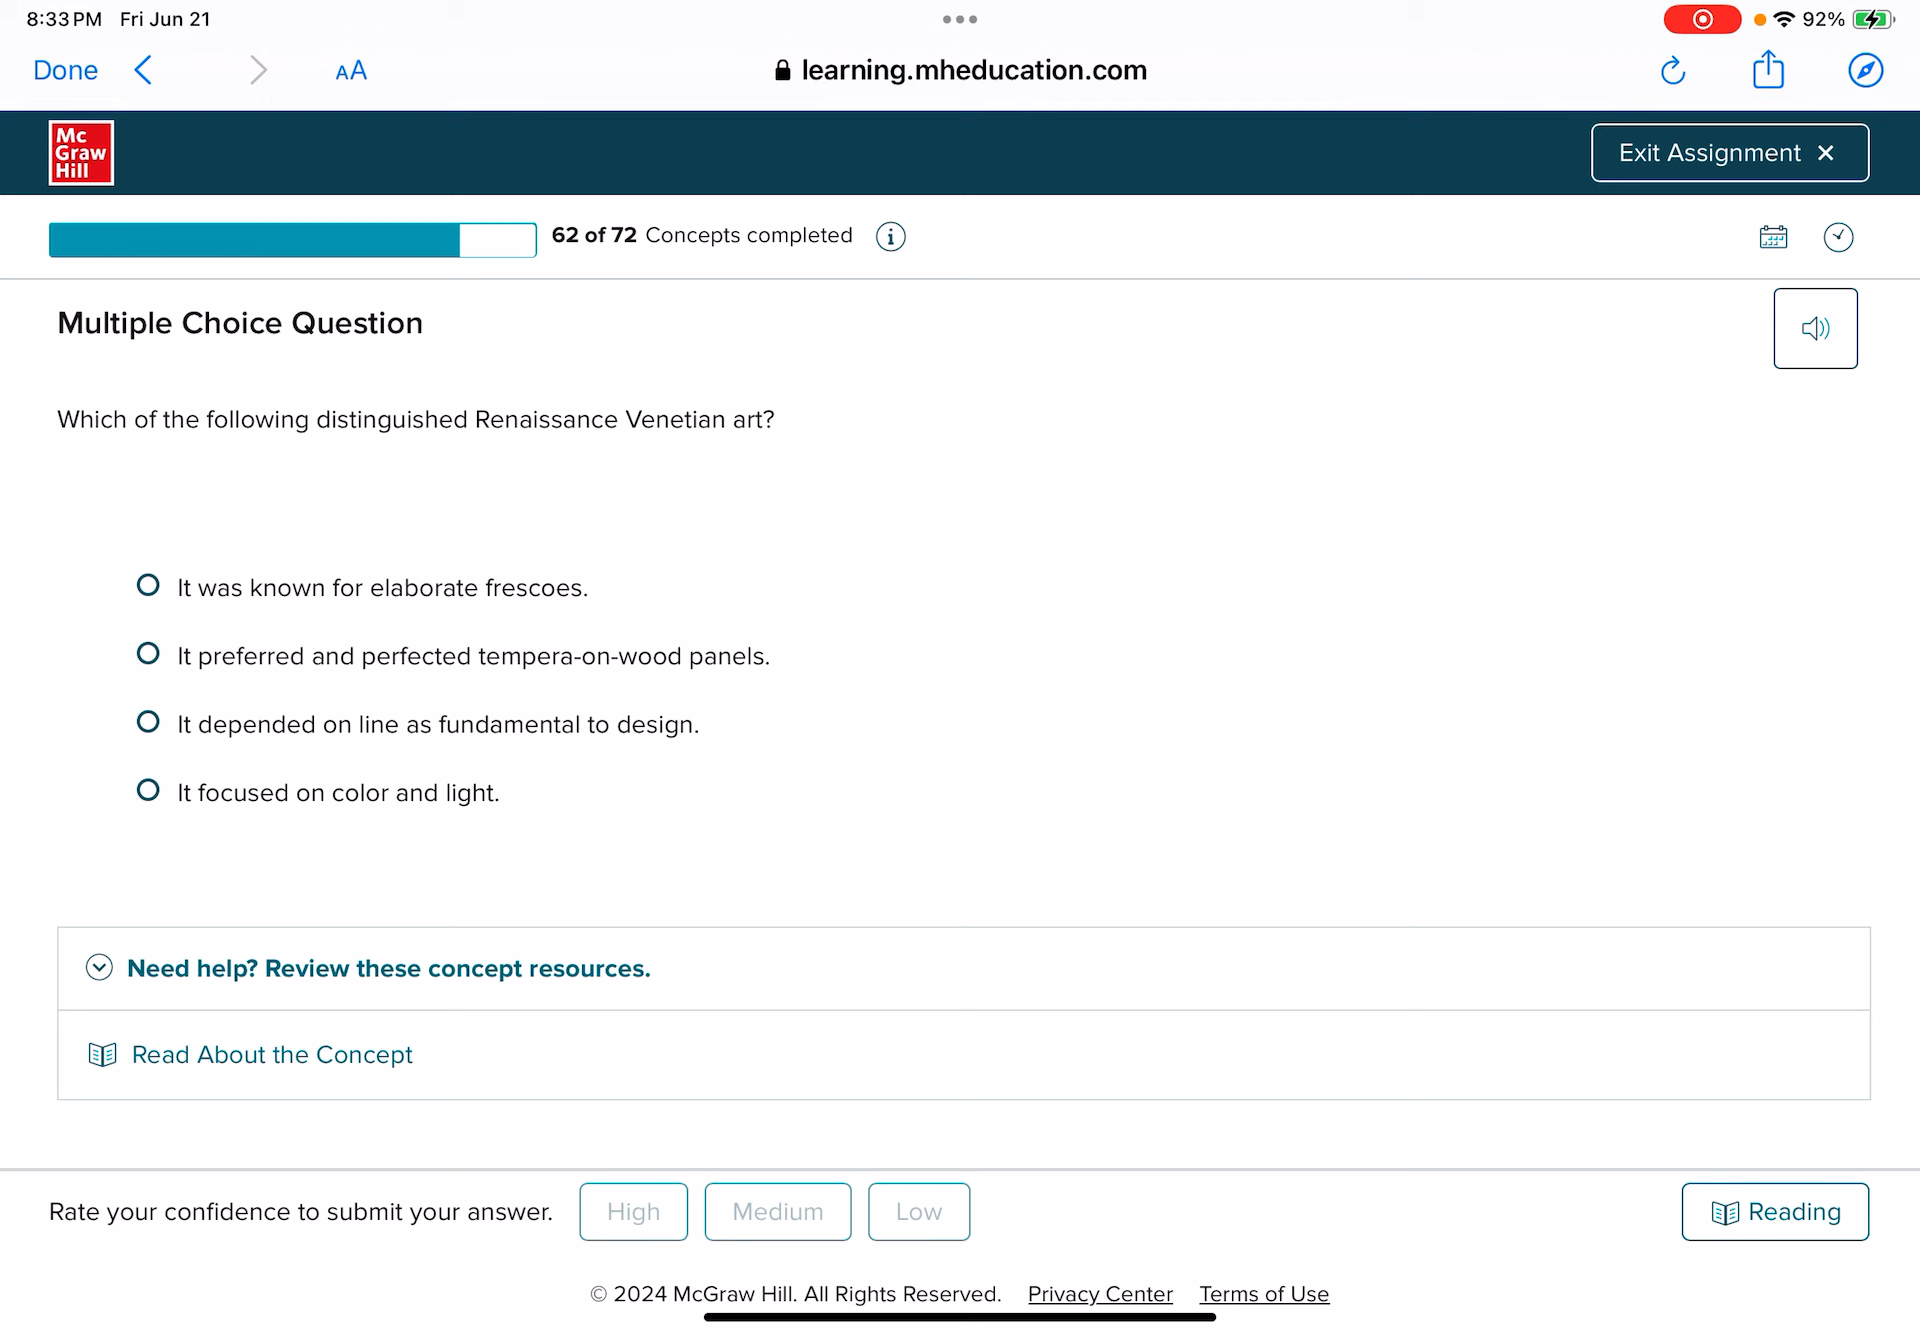 8:33 PM Fri Jun 21
92%
Done
AA
learning.mheducation.com
Mc
Graw
Hill
Exit Assignment
62 of 72 Concepts completed
Multiple Choice Question
Which of the following distinguished Renaissance Venetian art?
It was known for elaborate frescoes.
It preferred and perfected tempera-on-wood panels.
It depended on line as fundamental to design.
It focused on color and light.
Need help? Review these concept resources.
Read About the Concept
Rate your confidence to submit your answer.
High
Medium
Low
Reading
© 2024 McGraw Hill. All Rights Reserved. Privacy Center Terms of Use